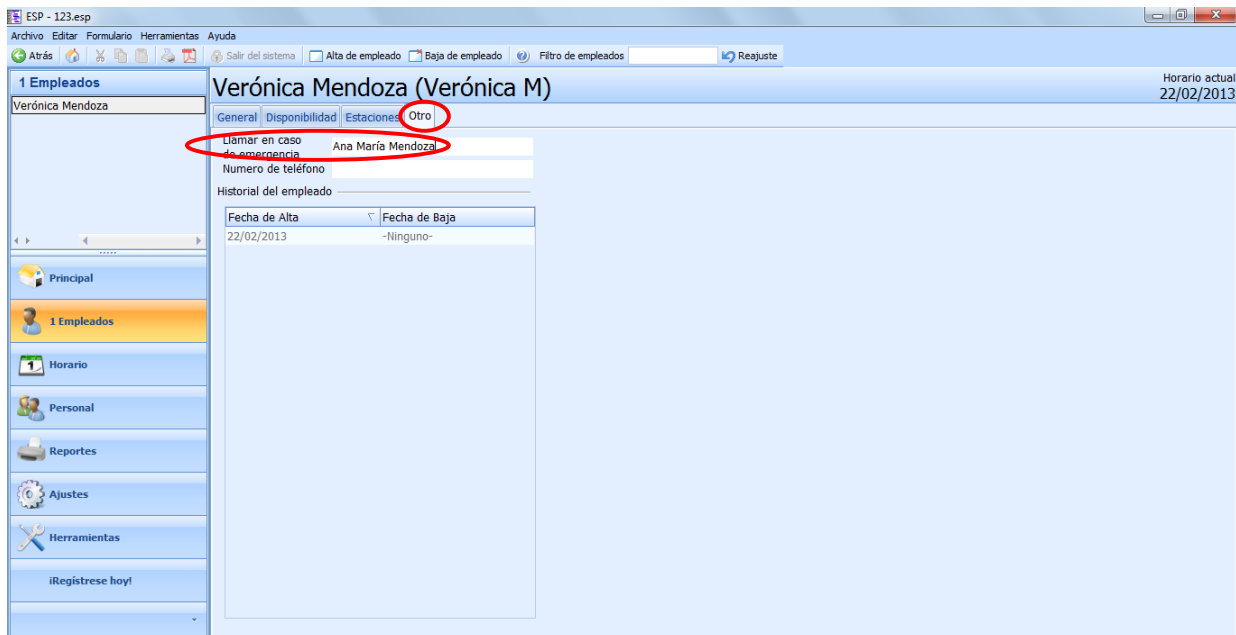 ESP - 123.esp
Archivo Editar Formulario Herramientas Ayuda
Atrás Salir del sistema Alta de empleado Baja de empleado Filtro de empleados Reajuste
1 Empleados
Verónica Mendoza
Verónica Mendoza (Verónica M)
Horario actual
22/02/2013
General Disponibilidad Estaciones Otro
Llamar en caso
de emergencia
Ana María Mendoza
Numero de teléfono
Historial del empleado
Fecha de Alta Fecha de Baja
22/02/2013 -Ninguno-
Principal
1 Empleados
1 Horario
Personal
Reportes
Ajustes
Herramientas
¡Regístrese hoy!